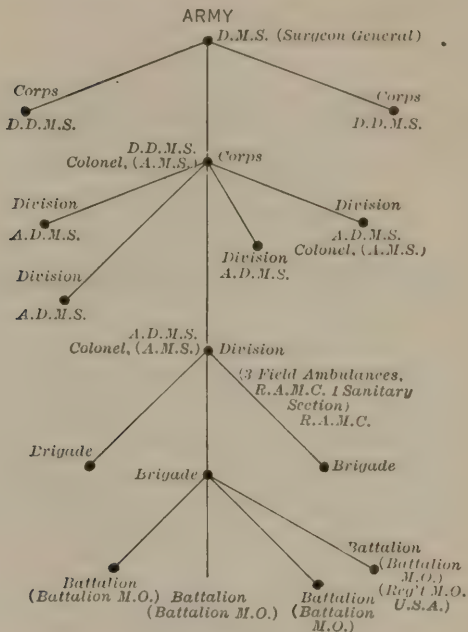 ARMY
D.M.S. (Surgeon General)
Corps
D.D.M.S.
Corps
D.D.M.S.
D.D.M.S.
Colonel, (A.M.S.)
Corps
Division
A.D.M.S.
Division
A.D.M.S.
Colonel, (A.M.S.)
Division
A.D.M.S.
Division
A.D.M.S.
A.D.M.S.
Colonel, (A.M.S.)
Division
(3 Field Ambulances,
R.A.M.C. 1 Sanitary
Section)
R.A.M.C.
Brigade
Brigade
Brigade
Battalion
(Battalion M.O.)
Battalion
(Battalion M.O.)
Battalion
(Battalion
M.O.)
Battalion
(Battalion
M.O.)
(Reg't M.O.
U.S.A.)